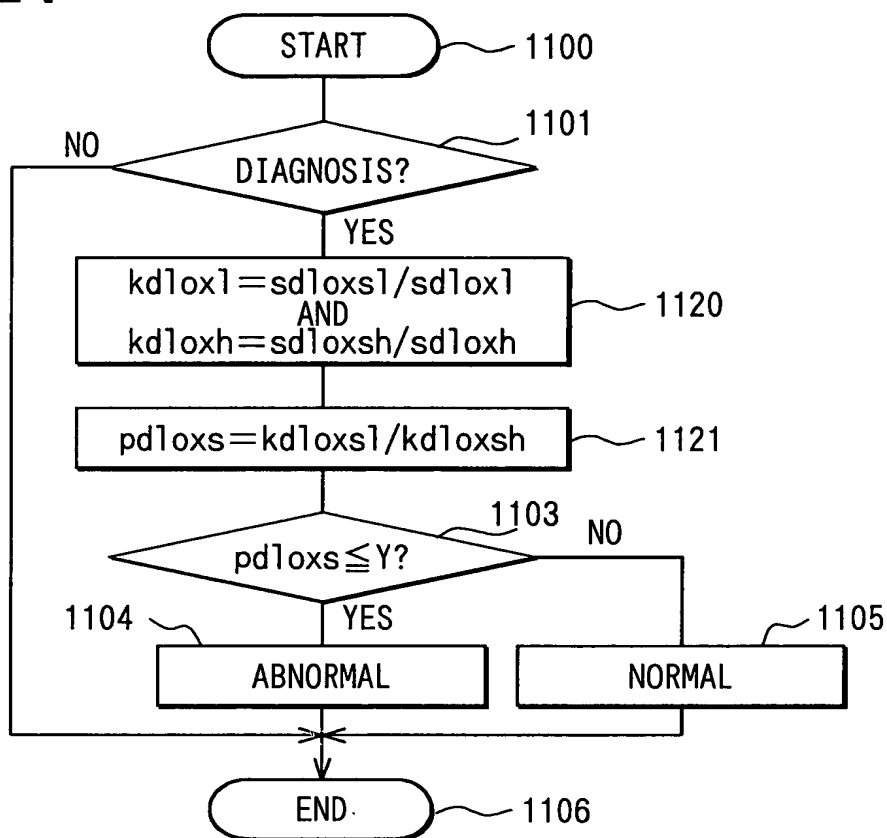 START
1100
1101
NO
DIAGNOSIS?
YES
kdloxl=sdloxsl/sdloxl
AND
kdloxh=sdloxsh/sdloxh
1120
pdloxs=kdloxsl/kdloxsh
1121
1103
NO
pdloxs≦Y?
1104
YES
1105
ABNORMAL
NORMAL
END
1106